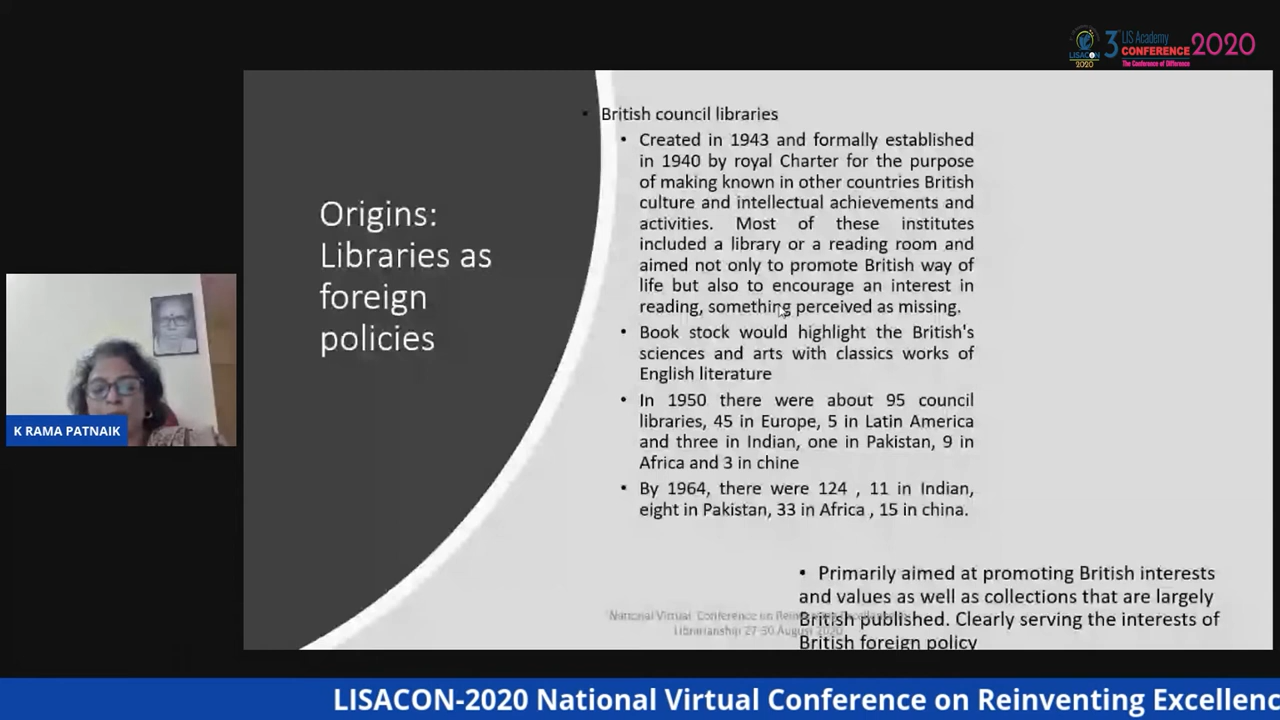 3rd LIS Academy
CONFERENCE 2020
The Conference of Difference
LISACON
2020
• British council libraries
• Created in 1943 and formally established
in 1940 by royal Charter for the purpose
of making known in other countries British
culture and intellectual achievements and
activities. Most of these institutes
included a library or a reading room and
aimed not only to promote British way of
life but also to encourage an interest in
reading, something perceived as missing.
• Book stock would highlight the British's
sciences and arts with classics works of
English literature
• In 1950 there were about 95 council
libraries, 45 in Europe, 5 in Latin America
and three in Indian, one in Pakistan, 9 in
Africa and 3 in chine
• By 1964, there were 124 , 11 in Indian,
eight in Pakistan, 33 in Africa , 15 in china.
Origins:
Libraries as
foreign
policies
K RAMA PATNAIK
• Primarily aimed at promoting British interests
and values as well as collections that are largely
British published. Clearly serving the interests of
British foreign policy
National Virtual Conference on
Librarianship 27-30 August 2020
LISACON-2020 National Virtual Conference on Reinventing Excellenc